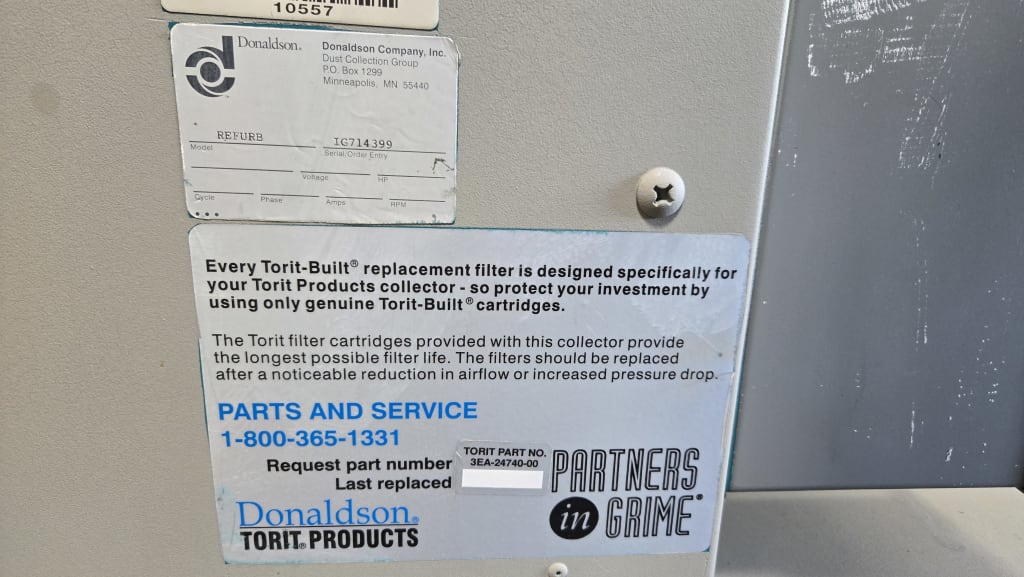 10557
Donaldson.
Donaldson Company, Inc.
Dust Collection Group
P.O. Box 1299
Minneapolis, MN 55440
REFURB
IG714399
Model
Serial/Order Entry
Voltage
HP
Cycle
Phase
Amps
RPM
Every Torit-Built® replacement filter is designed specifically for
your Torit Products collector - so protect your investment by
using only genuine Torit-Built® cartridges.
The Torit filter cartridges provided with this collector provide
the longest possible filter life. The filters should be replaced
after a noticeable reduction in airflow or increased pressure drop.
PARTS AND SERVICE
1-800-365-1331
Request part number
Last replaced
TORIT PART NO.
3EA-24740-00
PARTNERS
in GRIME®
Donaldson®
TORIT® PRODUCTS